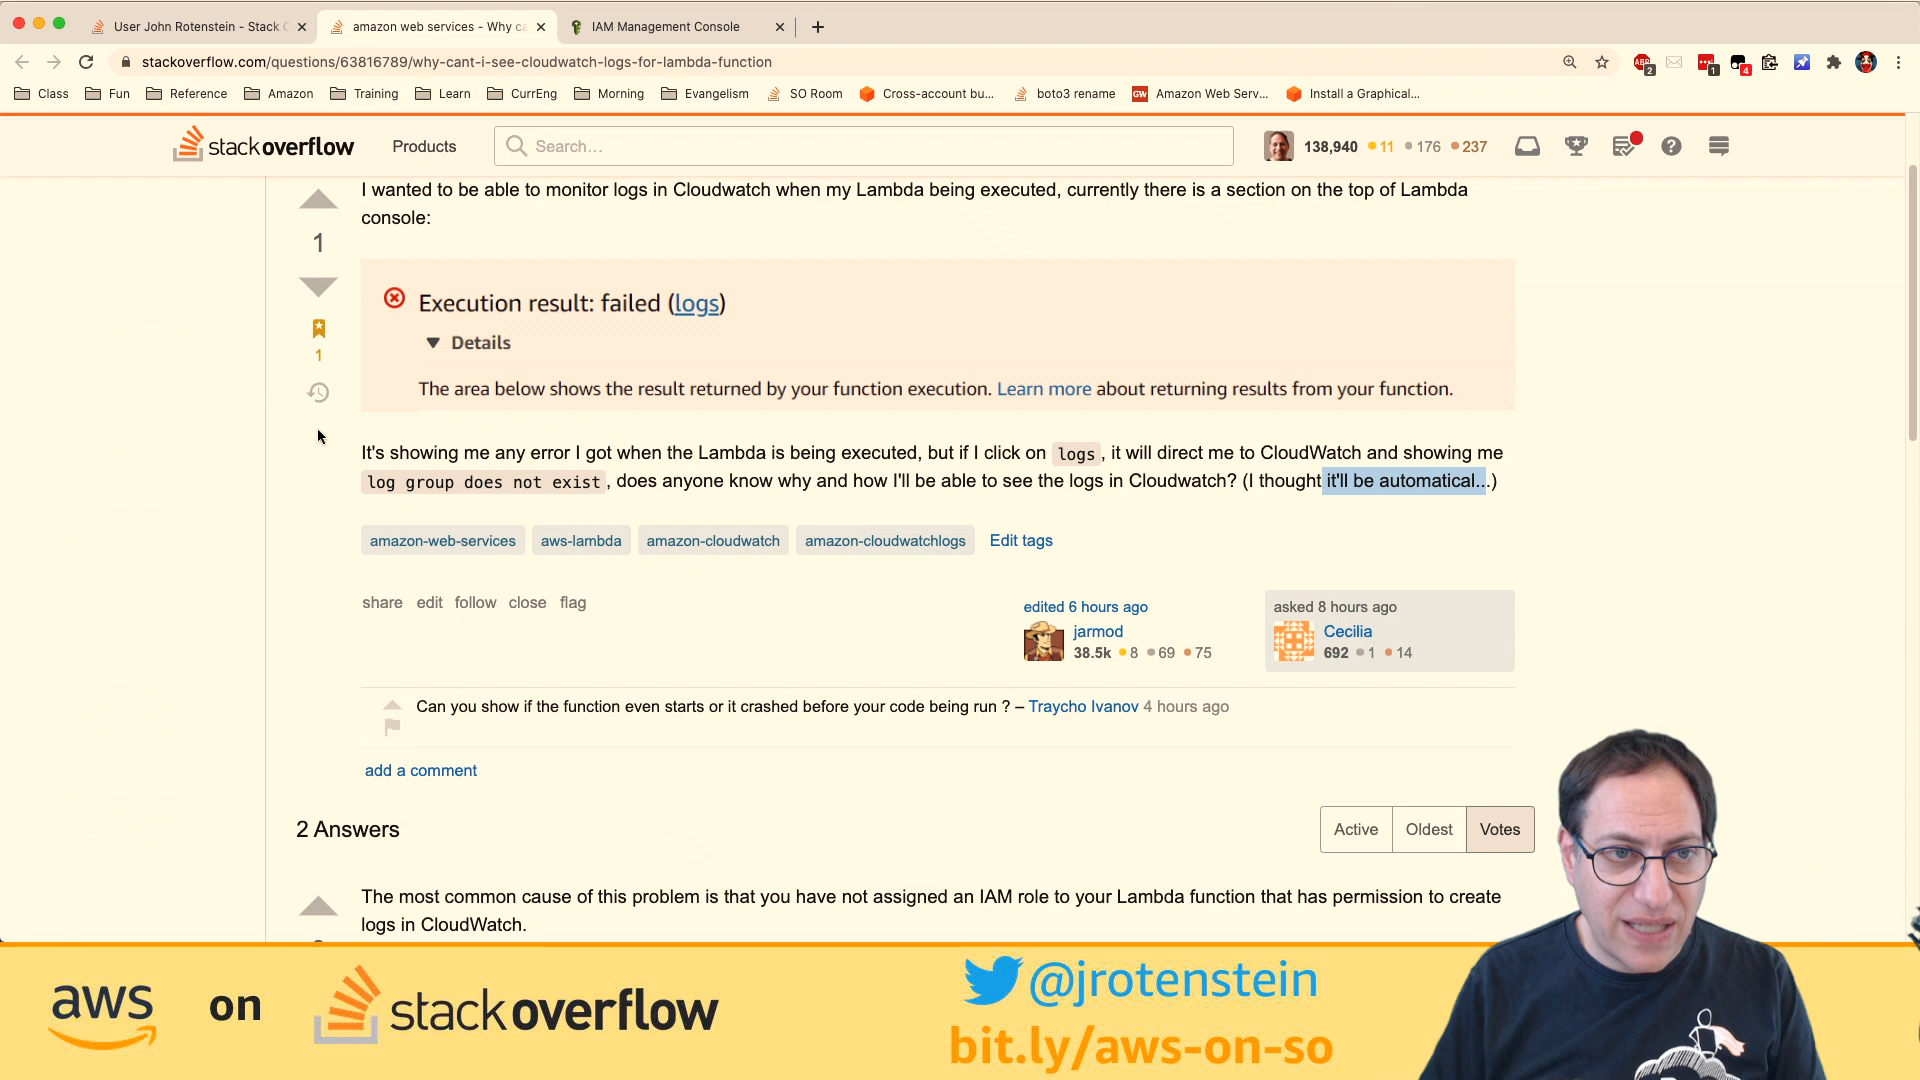 User John Rotenstein - Stack
amazon web services - Why ca
IAM Management Console
stackoverflow.com/questions/63816789/why-cant-i-see-cloudwatch-logs-for-lambda-function
ABP 2 1 4
Class Fun Reference Amazon Training Learn CurrEng Morning Evangelism SO Room Cross-account bu... boto3 rename GW Amazon Web Serv... Install a Graphical...
stackoverflow Products Search... 138,940 11 176 237
I wanted to be able to monitor logs in Cloudwatch when my Lambda being executed, currently there is a section on the top of Lambda
console:
1
Execution result: failed (logs)
Details
The area below shows the result returned by your function execution. Learn more about returning results from your function.
1
It's showing me any error I got when the Lambda is being executed, but if I click on logs, it will direct me to CloudWatch and showing me
log group does not exist, does anyone know why and how I'll be able to see the logs in Cloudwatch? (I thought it'll be automatical...)
amazon-web-services aws-lambda amazon-cloudwatch amazon-cloudwatchlogs Edit tags
share edit follow close flag
edited 6 hours ago
jarmod
38.5k 8 69 75
asked 8 hours ago
Cecilia
692 1 14
Can you show if the function even starts or it crashed before your code being run ? – Traycho Ivanov 4 hours ago
add a comment
2 Answers
Active Oldest Votes
The most common cause of this problem is that you have not assigned an IAM role to your Lambda function that has permission to create
logs in CloudWatch.
aws on stackoverflow
@jrotenstein
bit.ly/aws-on-so